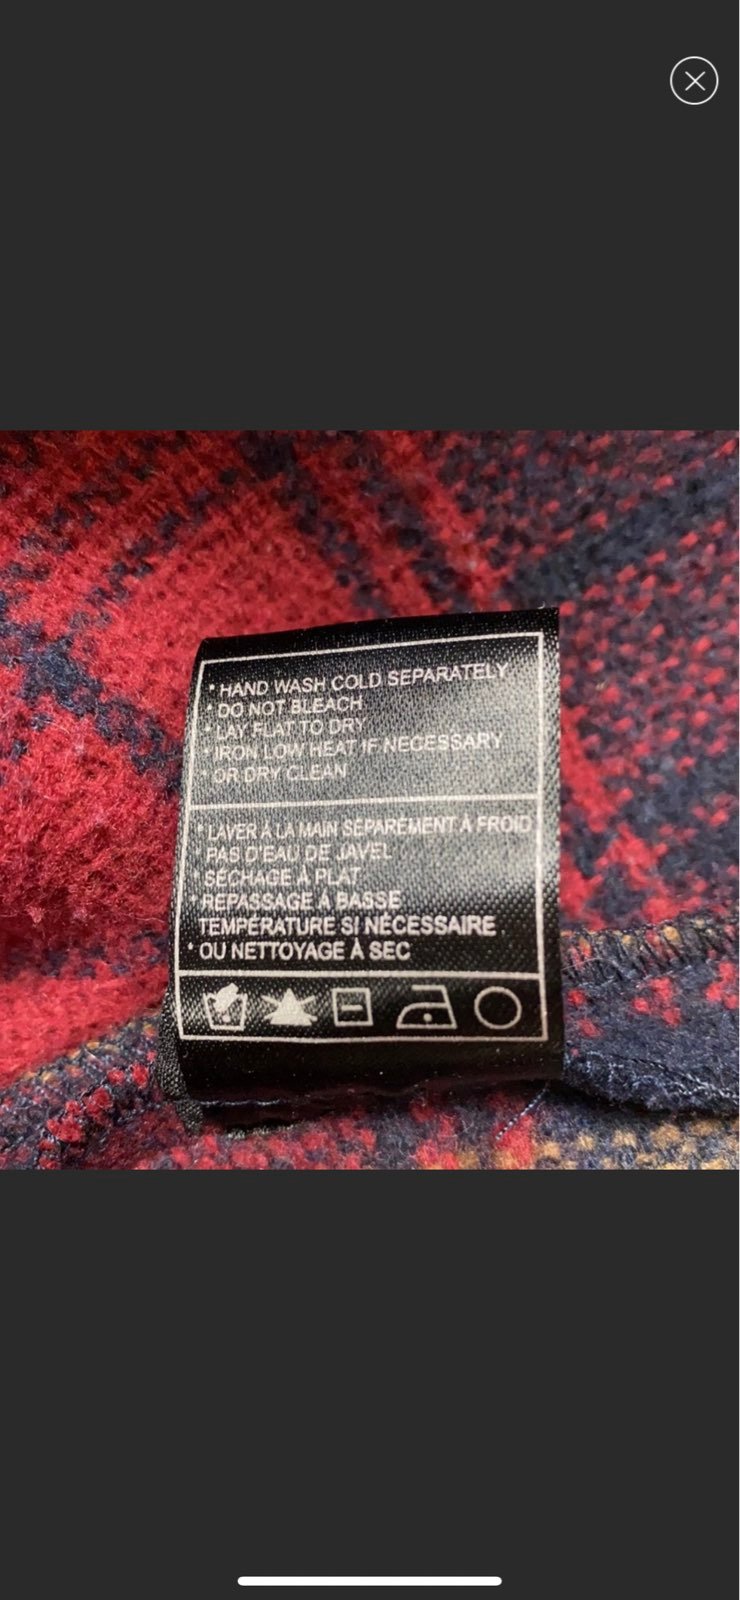 * HAND WASH COLD SEPARATELY
* DO NOT BLEACH
* LAY FLAT TO DRY
* IRON LOW HEAT IF NECESSARY
* OR DRY CLEAN
* LAVER À LA MAIN SÉPAREMENT À FROID
* PAS D'EAU DE JAVEL
* SÉCHAGE À PLAT
* REPASSAGE À BASSE
TEMPÉRATURE SI NÉCESSAIRE
* OU NETTOYAGE À SEC